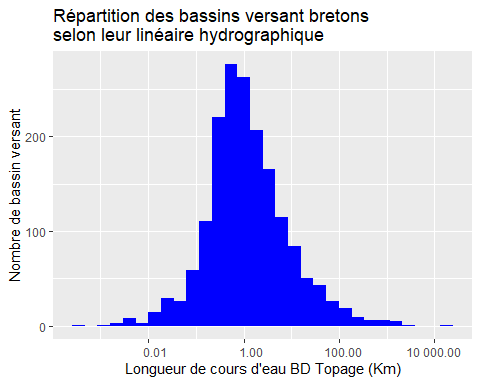 Répartition des bassins versant bretons
selon leur linéaire hydrographique
Nombre de bassin versant
200
100
0
0.01
1.00
100.00
10 000.00
Longueur de cours d'eau BD Topage (Km)